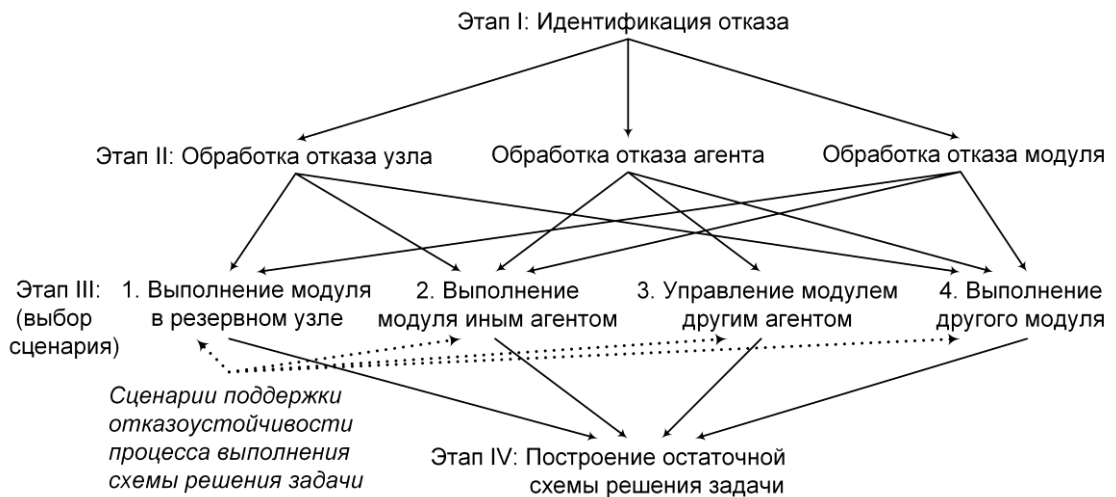 Этап I: Идентификация отказа
Этап II: Обработка отказа узла
Обработка отказа агента
Обработка отказа модуля
Этап III:
(выбор
сценария)
1. Выполнение модуля
в резервном узле
2. Выполнение
модуля иным агентом
3. Управление модулем
другим агентом
4. Выполнение
другого модуля
Сценарии поддержки
отказоустойчивости
процесса выполнения
схемы решения задачи
Этап IV: Построение остаточной
схемы решения задачи